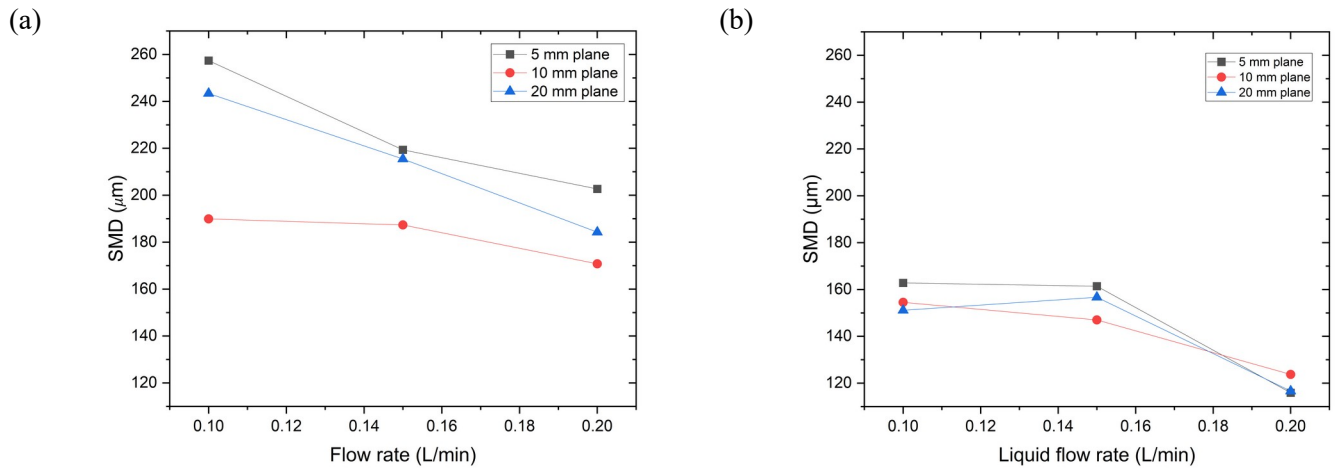 (a)
260
240
220
200
180
160
140
120
SMD (μm)
0.10 0.12 0.14 0.16 0.18 0.20
Flow rate (L/min)
5 mm plane
10 mm plane
20 mm plane
(b)
260
240
220
200
180
160
140
120
SMD (μm)
0.10 0.12 0.14 0.16 0.18 0.20
Liquid flow rate (L/min)
5 mm plane
10 mm plane
20 mm plane